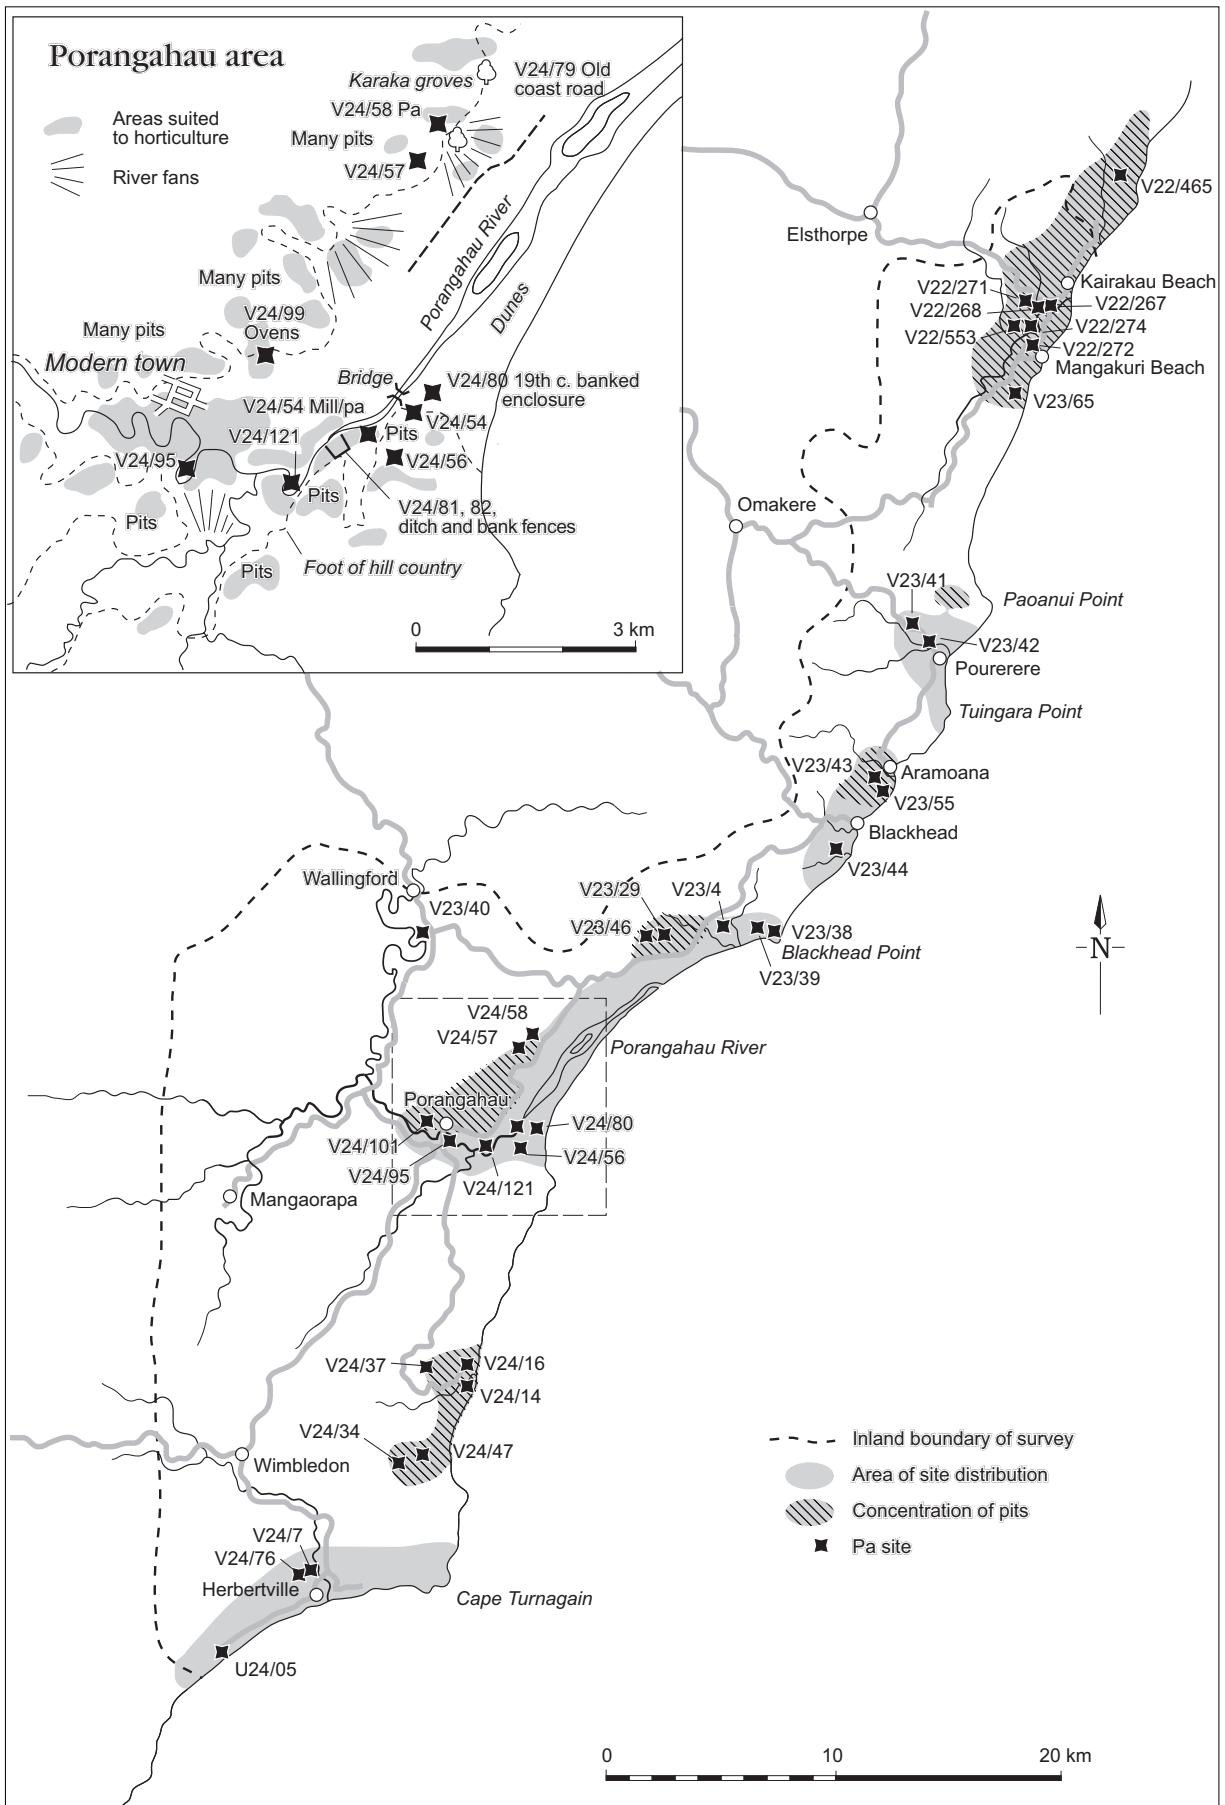 Porangahau area
Areas suited
to horticulture
River fans
Karaka groves
V24/79 Old
coast road
V24/58 Pa
Many pits
V24/57
Porangahau River
Dunes
Many pits
V24/99
Ovens
Many pits
Modern town
Bridge
V24/80 19th c. banked
enclosure
V24/54 Mill/pa
V24/54
V24/121
Pits
V24/95
V24/56
Pits
V24/81, 82,
ditch and bank fences
Pits
Foot of hill country
Pits
0
3 km
V22/465
Elsthorpe
Kairakau Beach
V22/271
V22/267
V22/268
V22/274
V22/553
V22/272
Mangakuri Beach
V23/65
Omakere
V23/41
Paoanui Point
V23/42
Pourerere
Tuingara Point
V23/43
Aramoana
V23/55
Blackhead
V23/44
Wallingford
V23/40
V23/29
V23/4
V23/46
V23/38
Blackhead Point
V23/39
V24/58
V24/57
Porangahau River
Porangahau
V24/80
V24/101
V24/56
V24/95
V24/121
Mangaorapa
N
V24/37
V24/16
V24/14
V24/34
V24/47
Wimbledon
V24/7
V24/76
Herbertville
Cape Turnagain
U24/05
Inland boundary of survey
Area of site distribution
Concentration of pits
Pa site
0
10
20 km